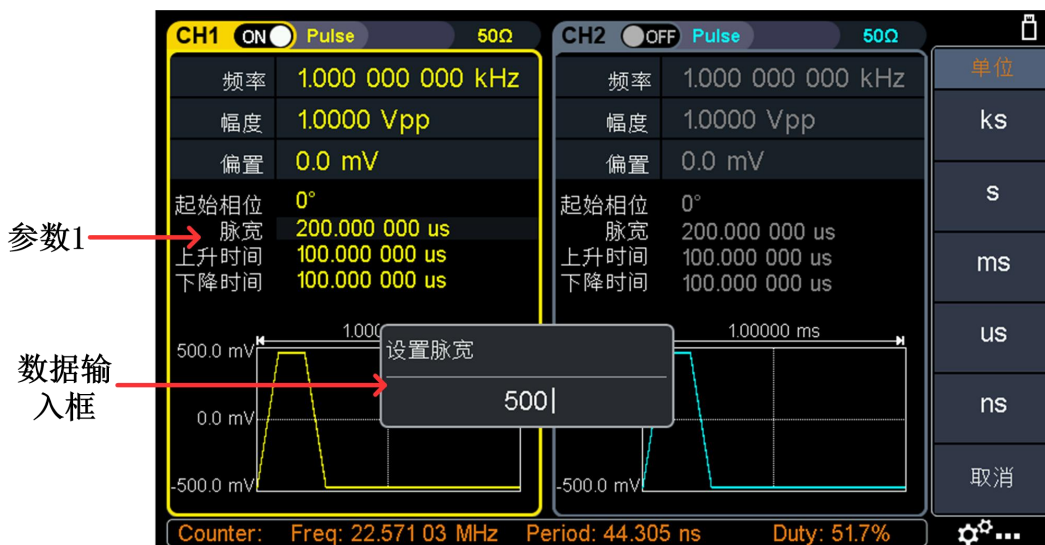 CH1 ON Pulse 50Ω
CH2 OFF Pulse 50Ω
频率 1.000 000 000 kHz
幅度 1.0000 Vpp
偏置 0.0 mV
起始相位 0°
脉宽 200.000 000 us
上升时间 100.000 000 us
下降时间 100.000 000 us
频率 1.000 000 000 kHz
幅度 1.0000 Vpp
偏置 0.0 mV
起始相位 0°
脉宽 200.000 000 us
上升时间 100.000 000 us
下降时间 100.000 000 us
参数1
数据输
入框
1.000
500.0 mV
0.0 mV
-500.0 mV
设置脉宽
500
1.00000 ms
-500.0 mV
单位
ks
s
ms
us
ns
取消
Counter: Freq: 22.571 03 MHz Period: 44.305 ns Duty: 51.7%